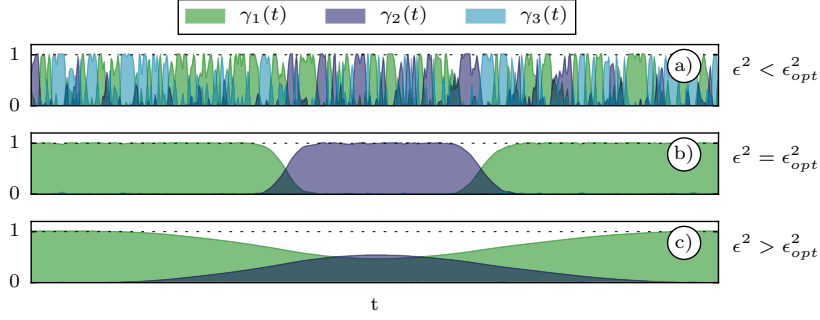 γ₁(t) γ₂(t) γ₃(t)
1
0
a)
ϵ² < ϵ²ₒₚₜ
1
0
b)
ϵ² = ϵ²ₒₚₜ
1
0
c)
ϵ² > ϵ²ₒₚₜ
t